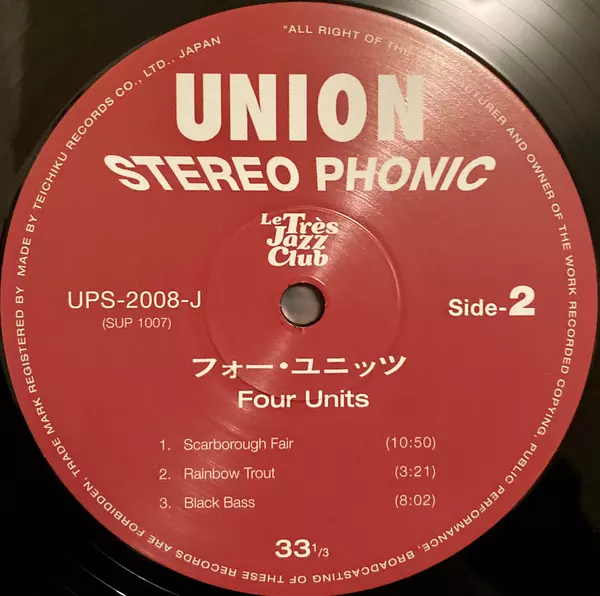 "ALL RIGHT OF THE MANUFACTURER AND OWNER OF THE WORK RECORDED COPYING, PUBLIC PERFORMANCE, BROADCASTING OF THESE RECORDS ARE FORBIDDEN, TRADE MARK REGISTERED BY MADE BY TEICHIKU RECORDS CO., LTD., JAPAN
UNION
STEREO PHONIC
Le Très
Jazz
Club
UPS-2008-J
(SUP 1007)
Side-2
フォー・ユニッツ
Four Units
1. Scarborough Fair (10:50)
2. Rainbow Trout (3:21)
3. Black Bass (8:02)
33 1/3